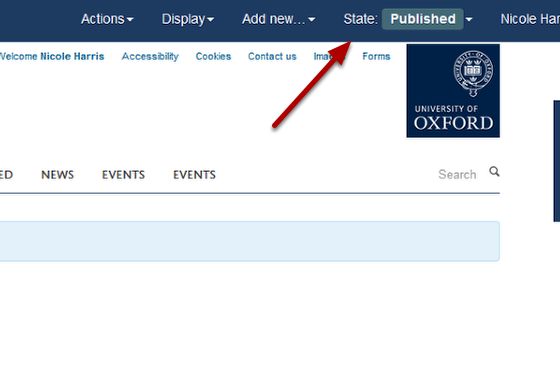 Actions Display Add new... State: Published Nicole Har
Welcome Nicole Harris Accessibility Cookies Contact us Images Forms
UNIVERSITY OF
OXFORD
ED NEWS EVENTS EVENTS Search